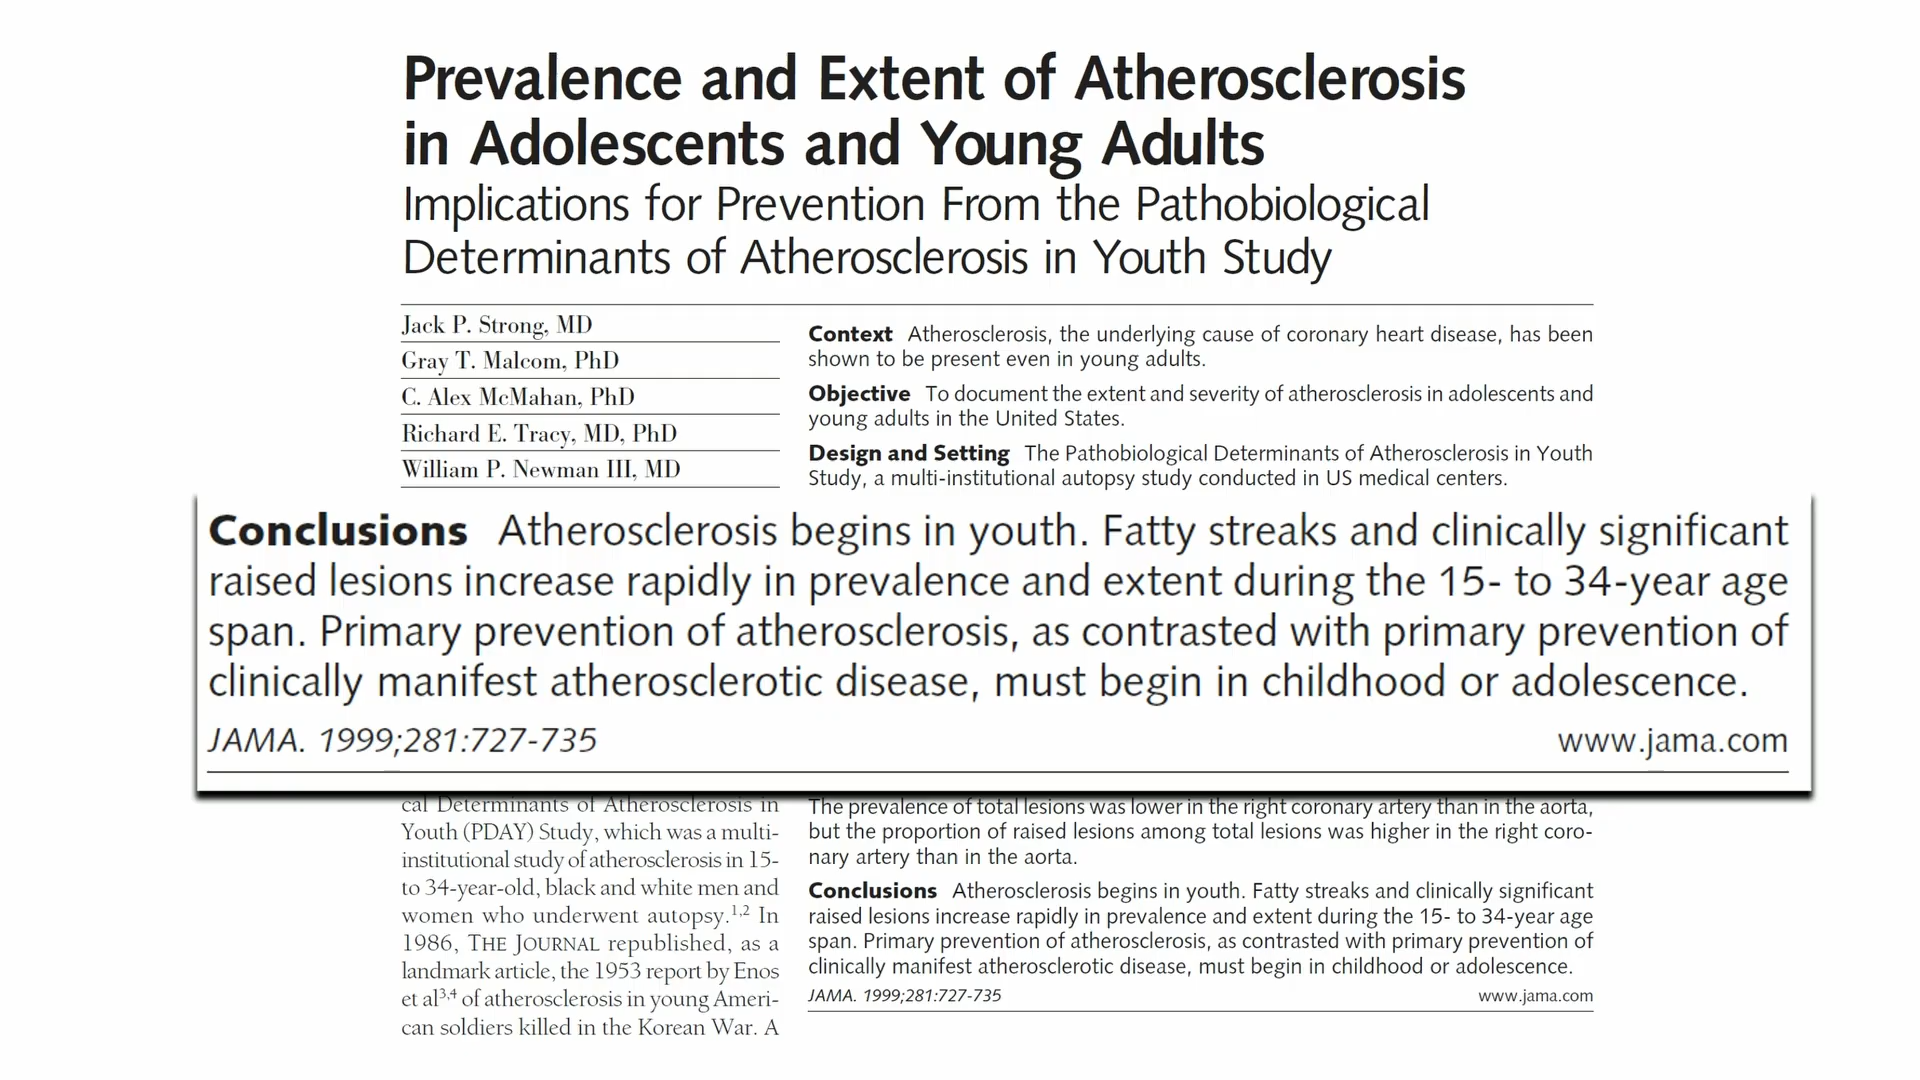 Prevalence and Extent of Atherosclerosis
in Adolescents and Young Adults
Implications for Prevention From the Pathobiological
Determinants of Atherosclerosis in Youth Study
Jack P. Strong, MD
Gray T. Malcom, PhD
C. Alex McMahan, PhD
Richard E. Tracy, MD, PhD
William P. Newman III, MD
Context Atherosclerosis, the underlying cause of coronary heart disease, has been
shown to be present even in young adults.
Objective To document the extent and severity of atherosclerosis in adolescents and
young adults in the United States.
Design and Setting The Pathobiological Determinants of Atherosclerosis in Youth
Study, a multi-institutional autopsy study conducted in US medical centers.
Conclusions Atherosclerosis begins in youth. Fatty streaks and clinically significant
raised lesions increase rapidly in prevalence and extent during the 15- to 34-year age
span. Primary prevention of atherosclerosis, as contrasted with primary prevention of
clinically manifest atherosclerotic disease, must begin in childhood or adolescence.
JAMA. 1999;281:727-735 www.jama.com
cal Determinants of Atherosclerosis in
Youth (PDAY) Study, which was a multi-
institutional study of atherosclerosis in 15-
to 34-year-old, black and white men and
women who underwent autopsy.1,2 In
1986, THE JOURNAL republished, as a
landmark article, the 1953 report by Enos
et al3,4 of atherosclerosis in young Ameri-
can soldiers killed in the Korean War. A
The prevalence of total lesions was lower in the right coronary artery than in the aorta,
but the proportion of raised lesions among total lesions was higher in the right coro-
nary artery than in the aorta.
Conclusions Atherosclerosis begins in youth. Fatty streaks and clinically significant
raised lesions increase rapidly in prevalence and extent during the 15- to 34-year age
span. Primary prevention of atherosclerosis, as contrasted with primary prevention of
clinically manifest atherosclerotic disease, must begin in childhood or adolescence.
JAMA. 1999;281:727-735 www.jama.com